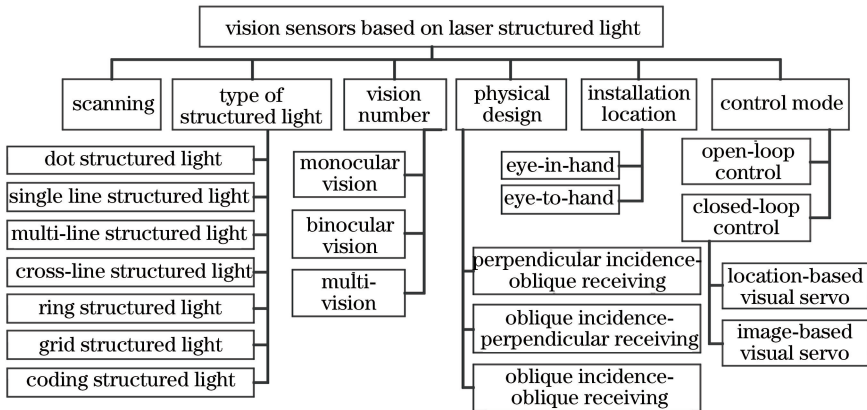 vision sensors based on laser structured light
scanning
type of
structured light
vision
number
physical
design
installation
location
control mode
dot structured light
single line structured light
multi-line structured light
cross-line structured light
ring structured light
grid structured light
coding structured light
monocular
vision
binocular
vision
multi-
vision
perpendicular incidence-
oblique receiving
oblique incidence-
perpendicular receiving
oblique incidence-
oblique receiving
eye-in-hand
eye-to-hand
open-loop
control
closed-loop
control
location-based
visual servo
image-based
visual servo